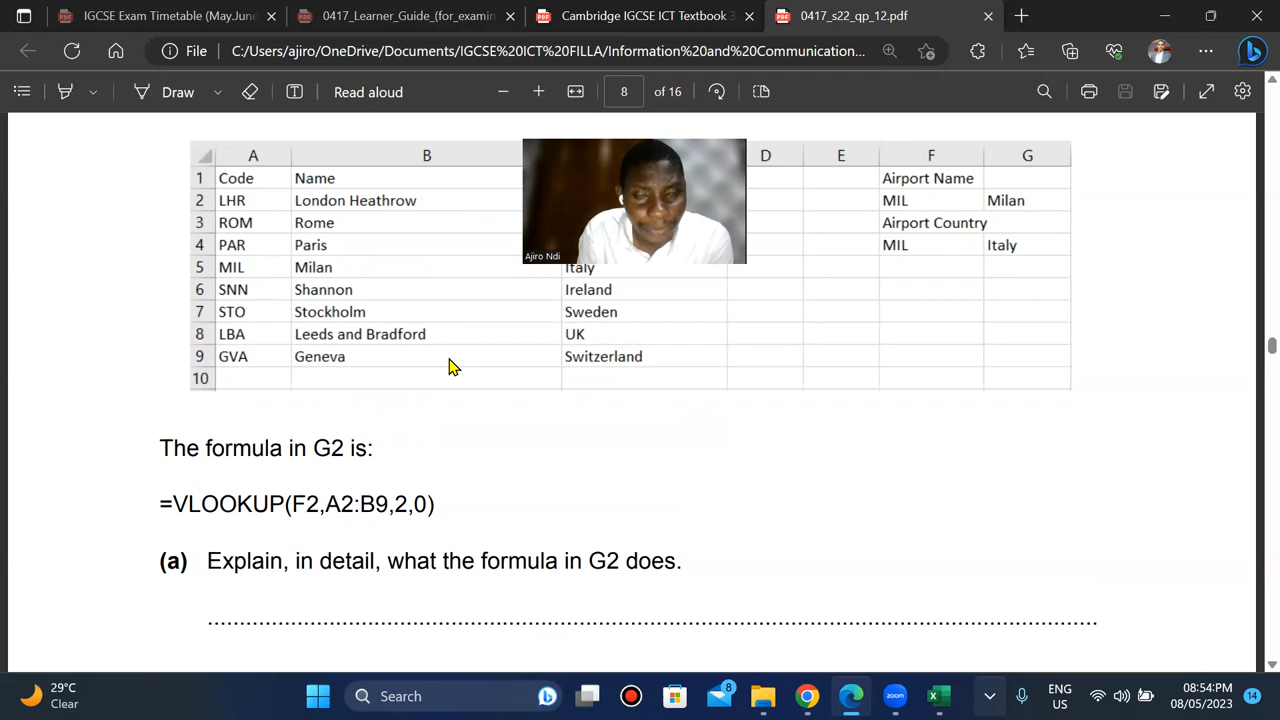 IGCSE Exam Timetable (May/June
0417_Learner_Guide_(for_examin
Cambridge IGCSE ICT Textbook 3
0417_s22_qp_12.pdf
File
C:/Users/ajiro/OneDrive/Documents/IGCSE%20ICT%20FILLA/Information%20and%20Communication...
Draw
Read aloud
8 of 16
A B D E F G
1 Code Name Airport Name
2 LHR London Heathrow MIL Milan
3 ROM Rome Airport Country
4 PAR Paris MIL Italy
5 MIL Milan Italy
6 SNN Shannon Ireland
7 STO Stockholm Sweden
8 LBA Leeds and Bradford UK
9 GVA Geneva Switzerland
10
Ajiro Ndi
The formula in G2 is:
=VLOOKUP(F2,A2:B9,2,0)
(a) Explain, in detail, what the formula in G2 does.
29°C
Clear
Search
8
ENG
US
08:54:PM
08/05/2023
14